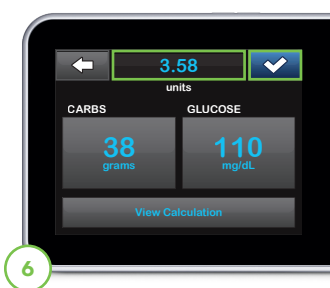 3.58
units
CARBS GLUCOSE
38 110
grams mg/dL
View Calculation
6